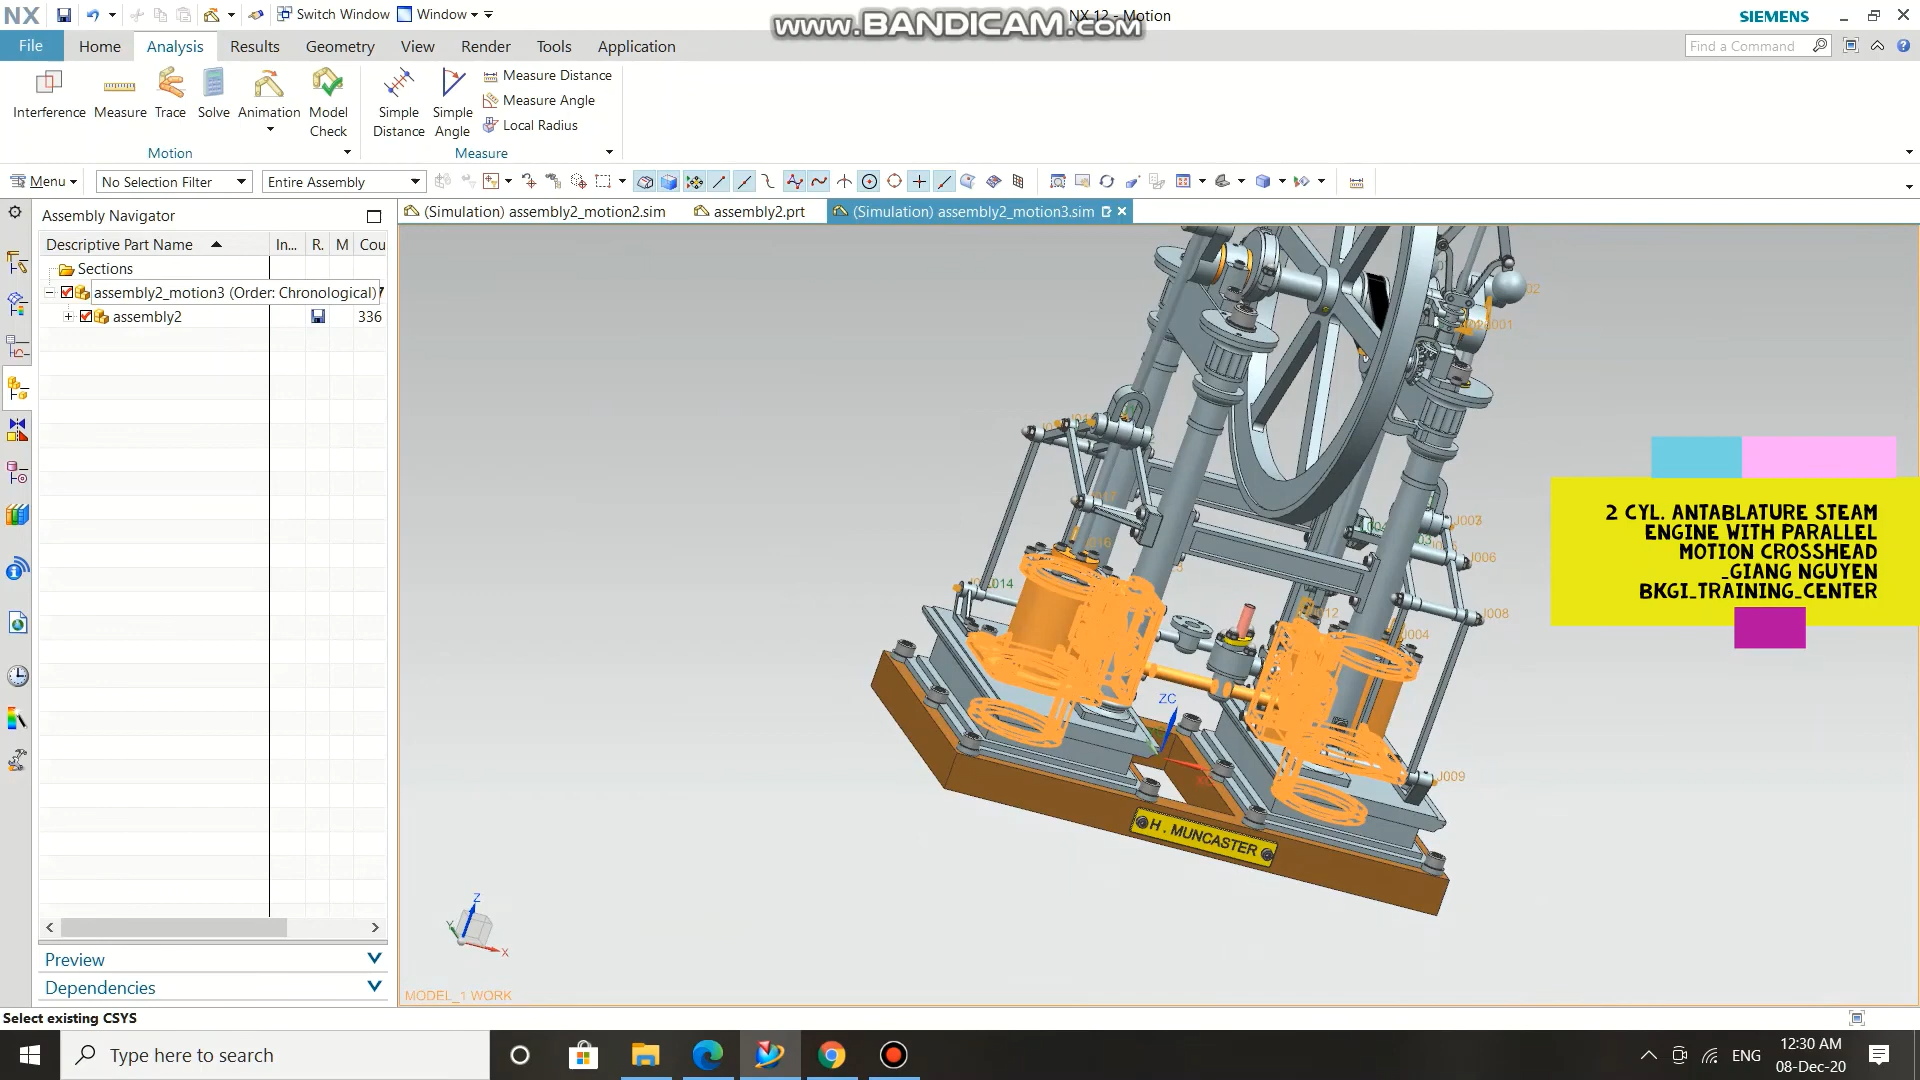 NX
Switch Window
Window
www.BANDICAM.com
NX 12 - Motion
SIEMENS
File
Home
Analysis
Results
Geometry
View
Render
Tools
Application
Find a Command
Interference
Measure
Trace
Solve
Animation
Model
Check
Simple
Distance
Simple
Angle
Measure Distance
Measure Angle
Local Radius
Motion
Measure
Menu
No Selection Filter
Entire Assembly
Assembly Navigator
(Simulation) assembly2_motion2.sim
assembly2.prt
(Simulation) assembly2_motion3.sim
Descriptive Part Name
In...
R.
M
Cou
Sections
assembly2_motion3 (Order: Chronological)
assembly2
336
J017
J016
014
J003
J006
J008
J012
J004
J009
ZC
2 CYL. ANTABLATURE STEAM
ENGINE WITH PARALLEL
MOTION CROSSHEAD
_GIANG NGUYEN
BKGI_TRAINING_CENTER
H . MUNCASTER
Z
Y
X
Preview
Dependencies
MODEL_1 WORK
Select existing CSYS
Type here to search
ENG
12:30 AM
08-Dec-20